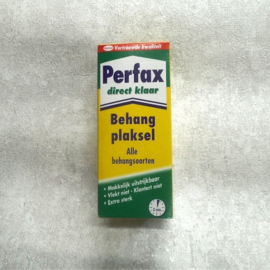 Vertrouwde Kwaliteit
Perfax
direct klaar
Behang
plaksel
Alle
behangsoorten
• Makkelijk uitstrijkbaar
• Vlekt niet - Klontert niet
• Extra sterk